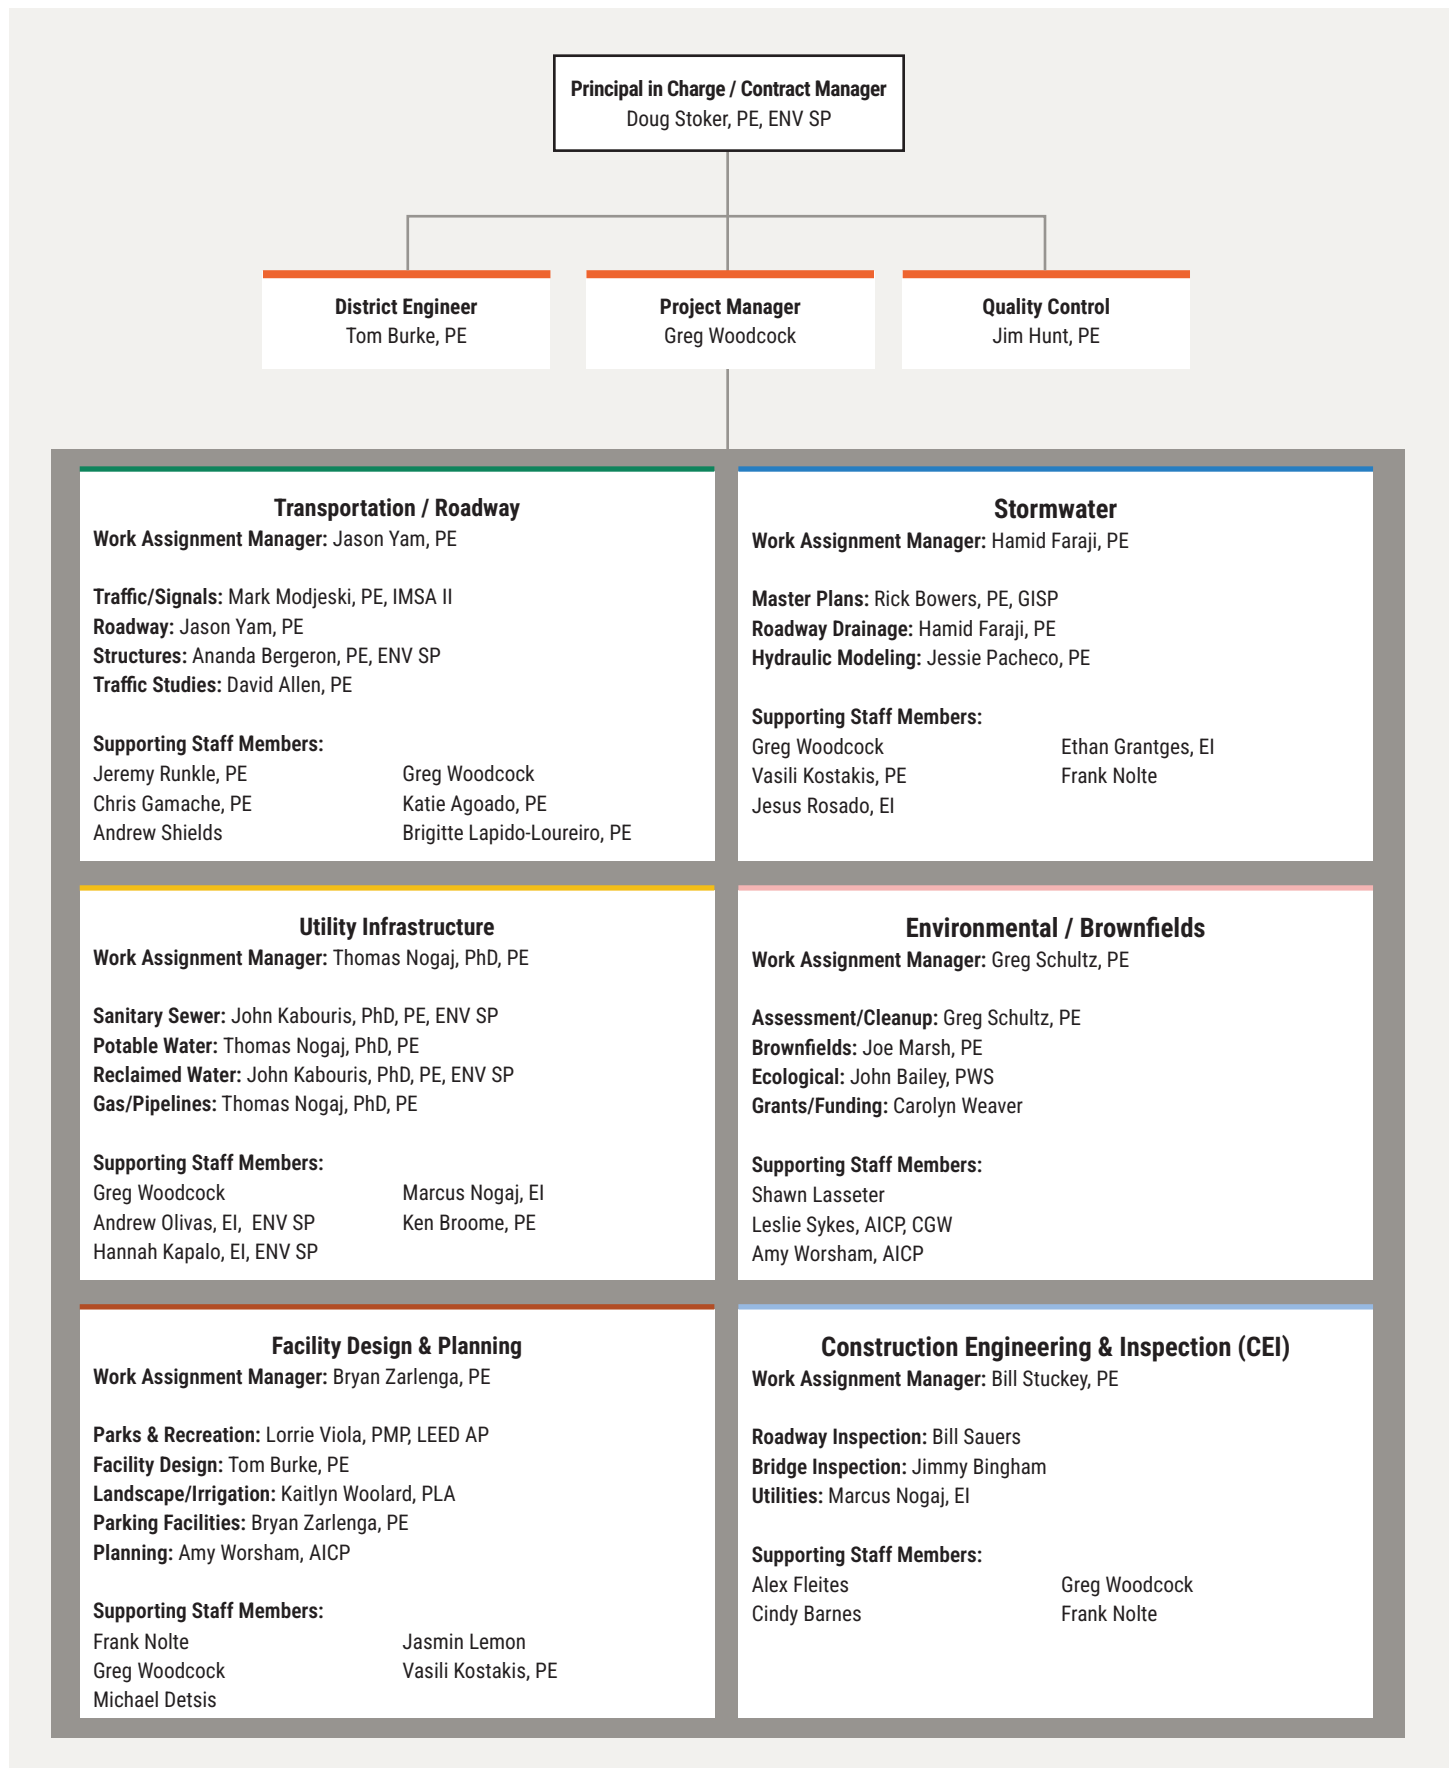 Principal in Charge / Contract Manager
Doug Stoker, PE, ENV SP
District Engineer
Tom Burke, PE
Project Manager
Greg Woodcock
Quality Control
Jim Hunt, PE
Transportation / Roadway
Work Assignment Manager: Jason Yam, PE
Traffic/Signals: Mark Modjeski, PE, IMSA II
Roadway: Jason Yam, PE
Structures: Ananda Bergeron, PE, ENV SP
Traffic Studies: David Allen, PE
Supporting Staff Members:
Jeremy Runkle, PE
Chris Gamache, PE
Andrew Shields
Greg Woodcock
Katie Agoado, PE
Brigitte Lapido-Loureiro, PE
Stormwater
Work Assignment Manager: Hamid Faraji, PE
Master Plans: Rick Bowers, PE, GISP
Roadway Drainage: Hamid Faraji, PE
Hydraulic Modeling: Jessie Pacheco, PE
Supporting Staff Members:
Greg Woodcock
Vasili Kostakis, PE
Jesus Rosado, EI
Ethan Grantges, EI
Frank Nolte
Utility Infrastructure
Work Assignment Manager: Thomas Nogaj, PhD, PE
Sanitary Sewer: John Kabouris, PhD, PE, ENV SP
Potable Water: Thomas Nogaj, PhD, PE
Reclaimed Water: John Kabouris, PhD, PE, ENV SP
Gas/Pipelines: Thomas Nogaj, PhD, PE
Supporting Staff Members:
Greg Woodcock
Andrew Olivas, EI, ENV SP
Hannah Kapalo, EI, ENV SP
Marcus Nogaj, EI
Ken Broome, PE
Environmental / Brownfields
Work Assignment Manager: Greg Schultz, PE
Assessment/Cleanup: Greg Schultz, PE
Brownfields: Joe Marsh, PE
Ecological: John Bailey, PWS
Grants/Funding: Carolyn Weaver
Supporting Staff Members:
Shawn Lasseter
Leslie Sykes, AICP, CGW
Amy Worsham, AICP
Facility Design & Planning
Work Assignment Manager: Bryan Zarlenga, PE
Parks & Recreation: Lorrie Viola, PMP, LEED AP
Facility Design: Tom Burke, PE
Landscape/Irrigation: Kaitlyn Woolard, PLA
Parking Facilities: Bryan Zarlenga, PE
Planning: Amy Worsham, AICP
Supporting Staff Members:
Frank Nolte
Greg Woodcock
Michael Detsis
Jasmin Lemon
Vasili Kostakis, PE
Construction Engineering & Inspection (CEI)
Work Assignment Manager: Bill Stuckey, PE
Roadway Inspection: Bill Sauers
Bridge Inspection: Jimmy Bingham
Utilities: Marcus Nogaj, EI
Supporting Staff Members:
Alex Fleites
Cindy Barnes
Greg Woodcock
Frank Nolte